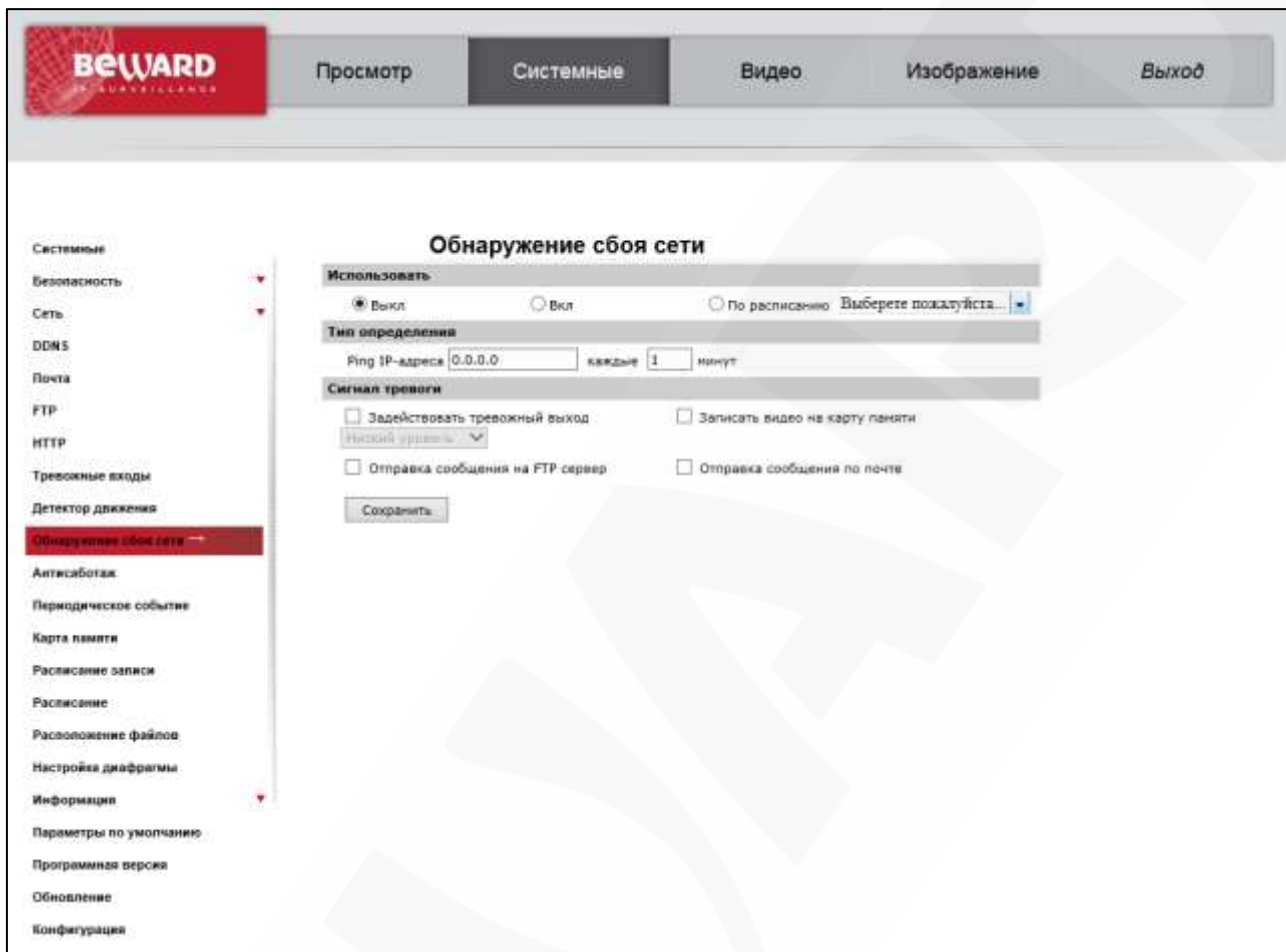 BEWARD
IP SURVEILLANCE
Просмотр
Системные
Видео
Изображение
Выход
Обнаружение сбоя сети
Системные
Безопасность
Сеть
DDNS
Почта
FTP
HTTP
Тревожные входы
Детектор движения
Обнаружение сбоя сети →
Антисаботаж
Периодическое событие
Карта памяти
Расписание записи
Расписание
Расположение файлов
Настройка диафрагмы
Информация
Параметры по умолчанию
Программная версия
Обновление
Конфигурация
Использовать
Выкл
Вкл
По расписанию Выберете пожалуйста...
Тип определения
Ping IP-адреса 0.0.0.0 каждые 1 минут
Сигнал тревоги
Задействовать тревожный выход
Записать видео на карту памяти
Низкий уровень
Отправка сообщения на FTP сервер
Отправка сообщения по почте
Сохранить